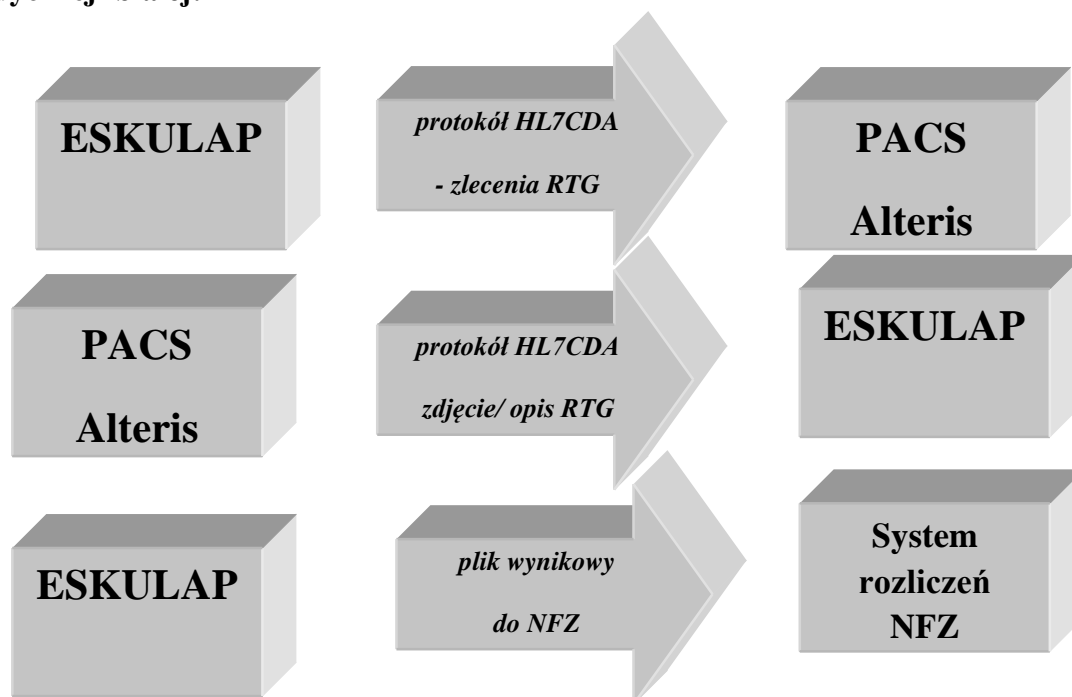 ESKULAP
protokół HL7CDA
- zlecenia RTG
PACS
Alteris
PACS
Alteris
protokół HL7CDA
zdjęcie/ opis RTG
ESKULAP
ESKULAP
plik wynikowy
do NFZ
System
rozliczeń
NFZ